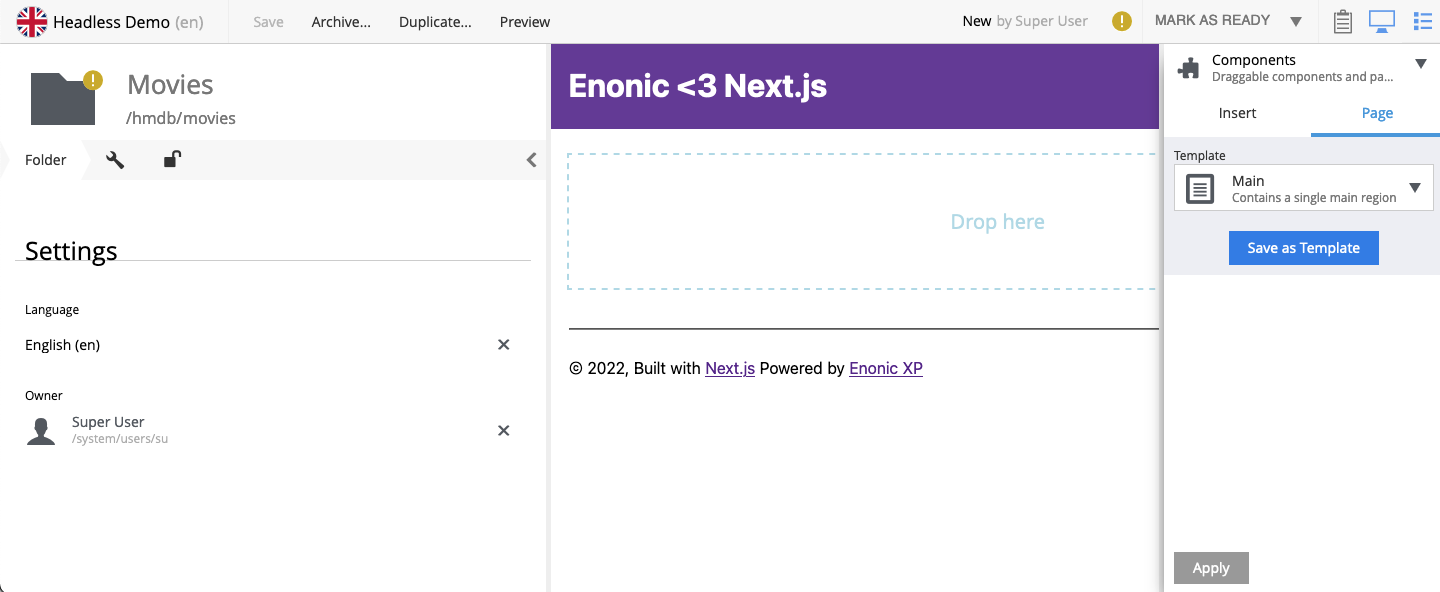 Headless Demo (en) Save Archive... Duplicate... Preview New by Super User ! MARK AS READY
! Movies
/hmdb/movies
Folder
Settings
Language
English (en)
Owner
Super User
/system/users/su
Enonic <3 Next.js
Drop here
© 2022, Built with Next.js Powered by Enonic XP
Components
Draggable components and pa...
Insert Page
Template
Main
Contains a single main region
Save as Template
Apply